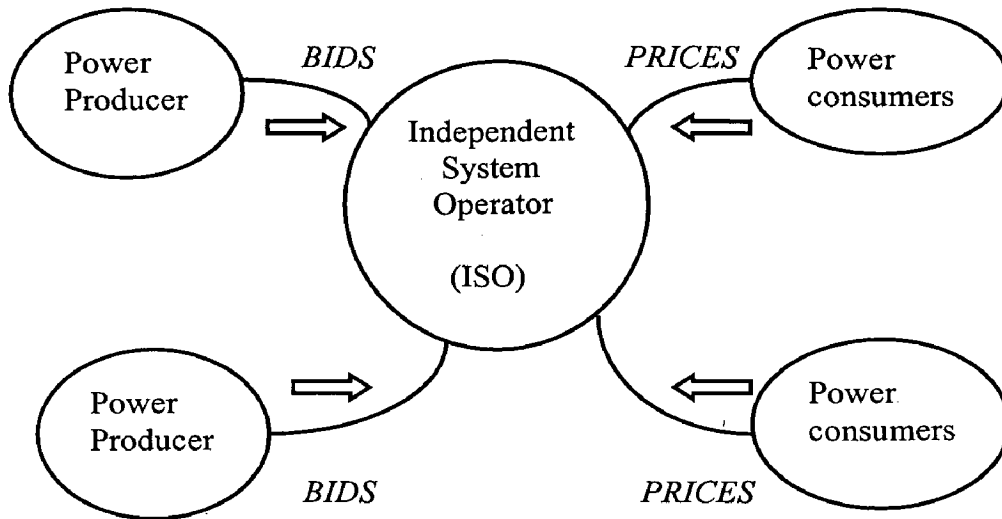 Power
Producer
BIDS
Independent
System
Operator
(ISO)
PRICES
Power
consumers
Power
Producer
BIDS
PRICES
Power
consumers